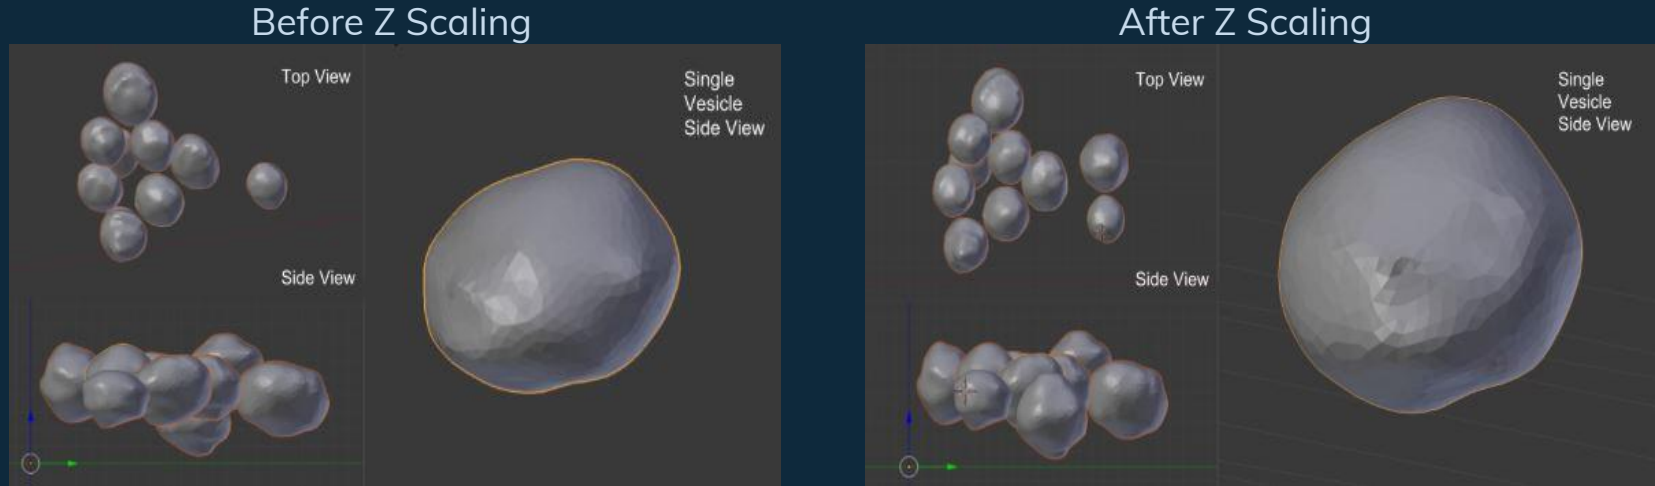 Before Z Scaling
Top View
Single
Vesicle
Side View
Side View
After Z Scaling
Top View
Single
Vesicle
Side View
Side View